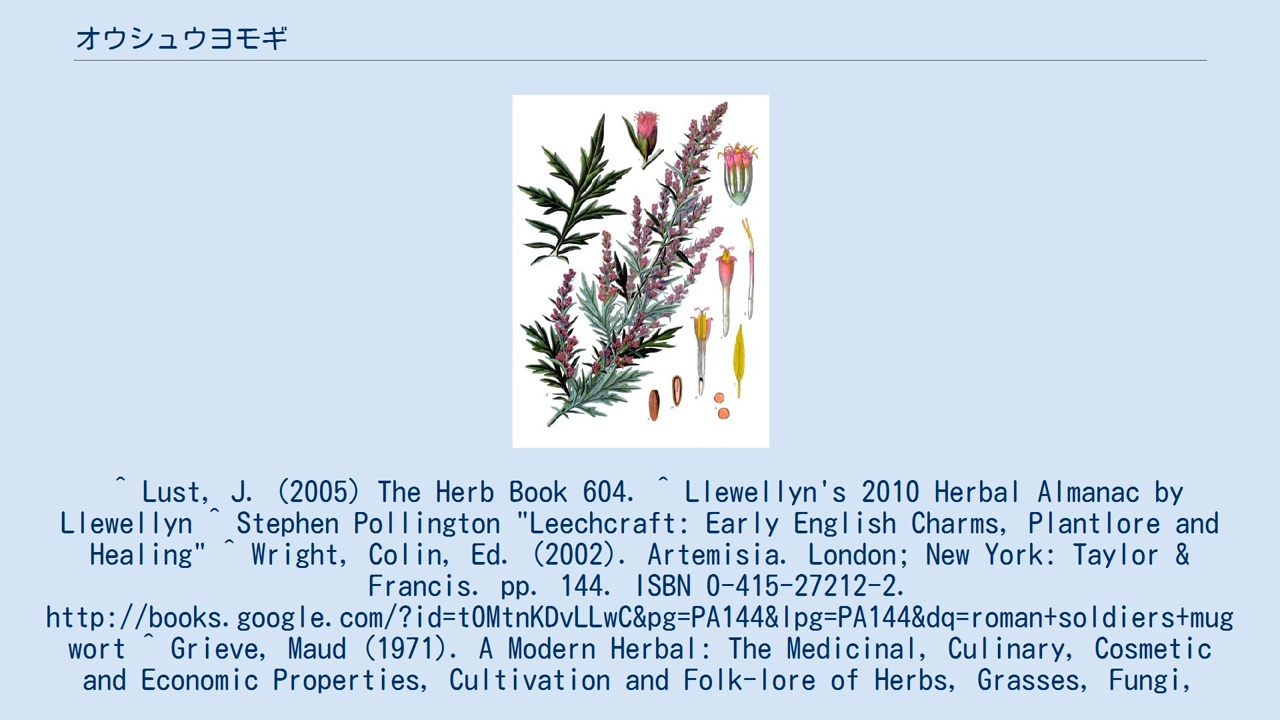 オウシュウヨモギ
^ Lust, J. (2005) The Herb Book 604. ^ Llewellyn's 2010 Herbal Almanac by
Llewellyn ^ Stephen Pollington "Leechcraft: Early English Charms, Plantlore and
Healing" ^ Wright, Colin, Ed. (2002). Artemisia. London; New York: Taylor &
Francis. pp. 144. ISBN 0-415-27212-2.
http://books.google.com/?id=tOMtnKDvLLwC&pg=PA144&lpg=PA144&dq=roman+soldiers+mug
wort ^ Grieve, Maud (1971). A Modern Herbal: The Medicinal, Culinary, Cosmetic
and Economic Properties, Cultivation and Folk-lore of Herbs, Grasses, Fungi,